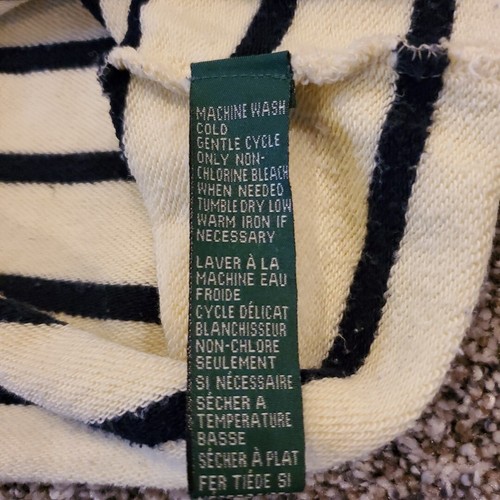 MACHINE WASH
COLD
GENTLE CYCLE
ONLY NON-
CHLORINE BLEACH
WHEN NEEDED
TUMBLE DRY LOW
WARM IRON IF
NECESSARY
LAVER À LA
MACHINE EAU
FROIDE
CYCLE DÉLICAT
BLANCHISSEUR
NON-CHLORE
SEULEMENT
SI NÉCESSAIRE
SÉCHER A
TEMPERATURE
BASSE
SÉCHER À PLAT
FER TIÉDE SI